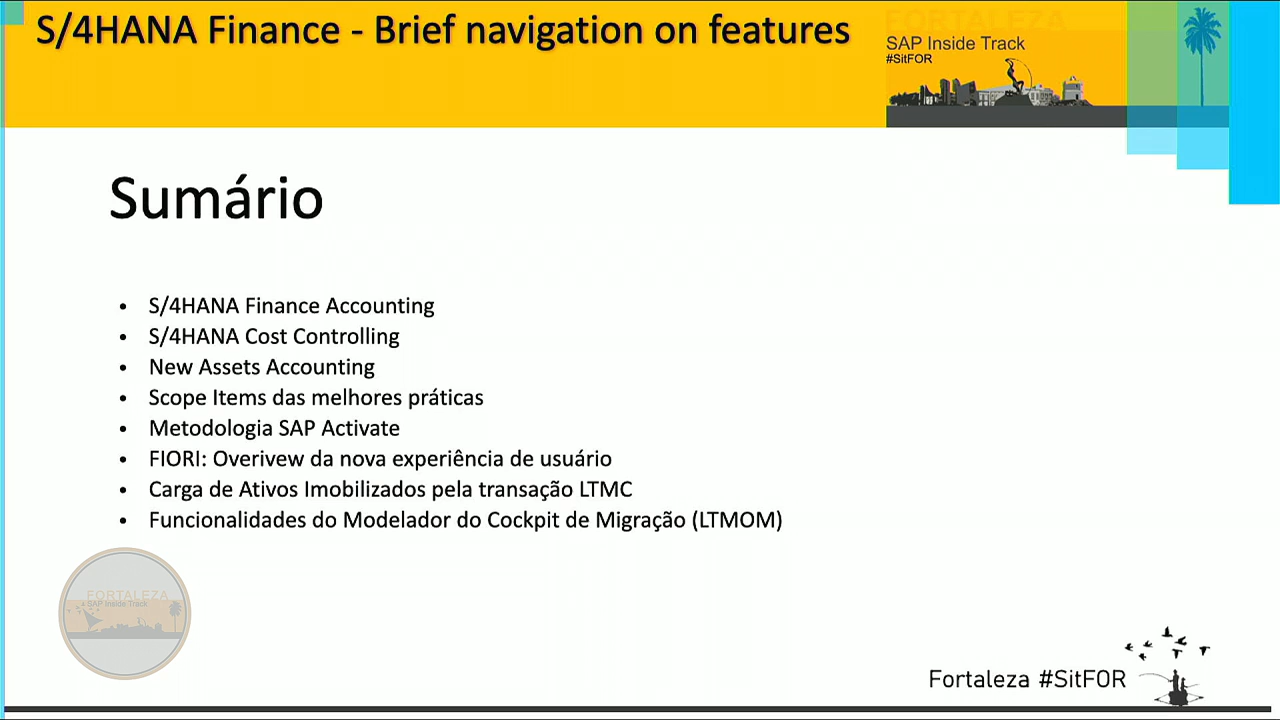 S/4HANA Finance - Brief navigation on features
FORTALEZA
SAP Inside Track
#SitFOR
Sumário
• S/4HANA Finance Accounting
• S/4HANA Cost Controlling
• New Assets Accounting
• Scope Items das melhores práticas
• Metodologia SAP Activate
• FIORI: Overivew da nova experiência de usuário
• Carga de Ativos Imobilizados pela transação LTMC
• Funcionalidades do Modelador do Cockpit de Migração (LTMOM)
FORTALEZA
SAP Inside Track
Fortaleza #SitFOR